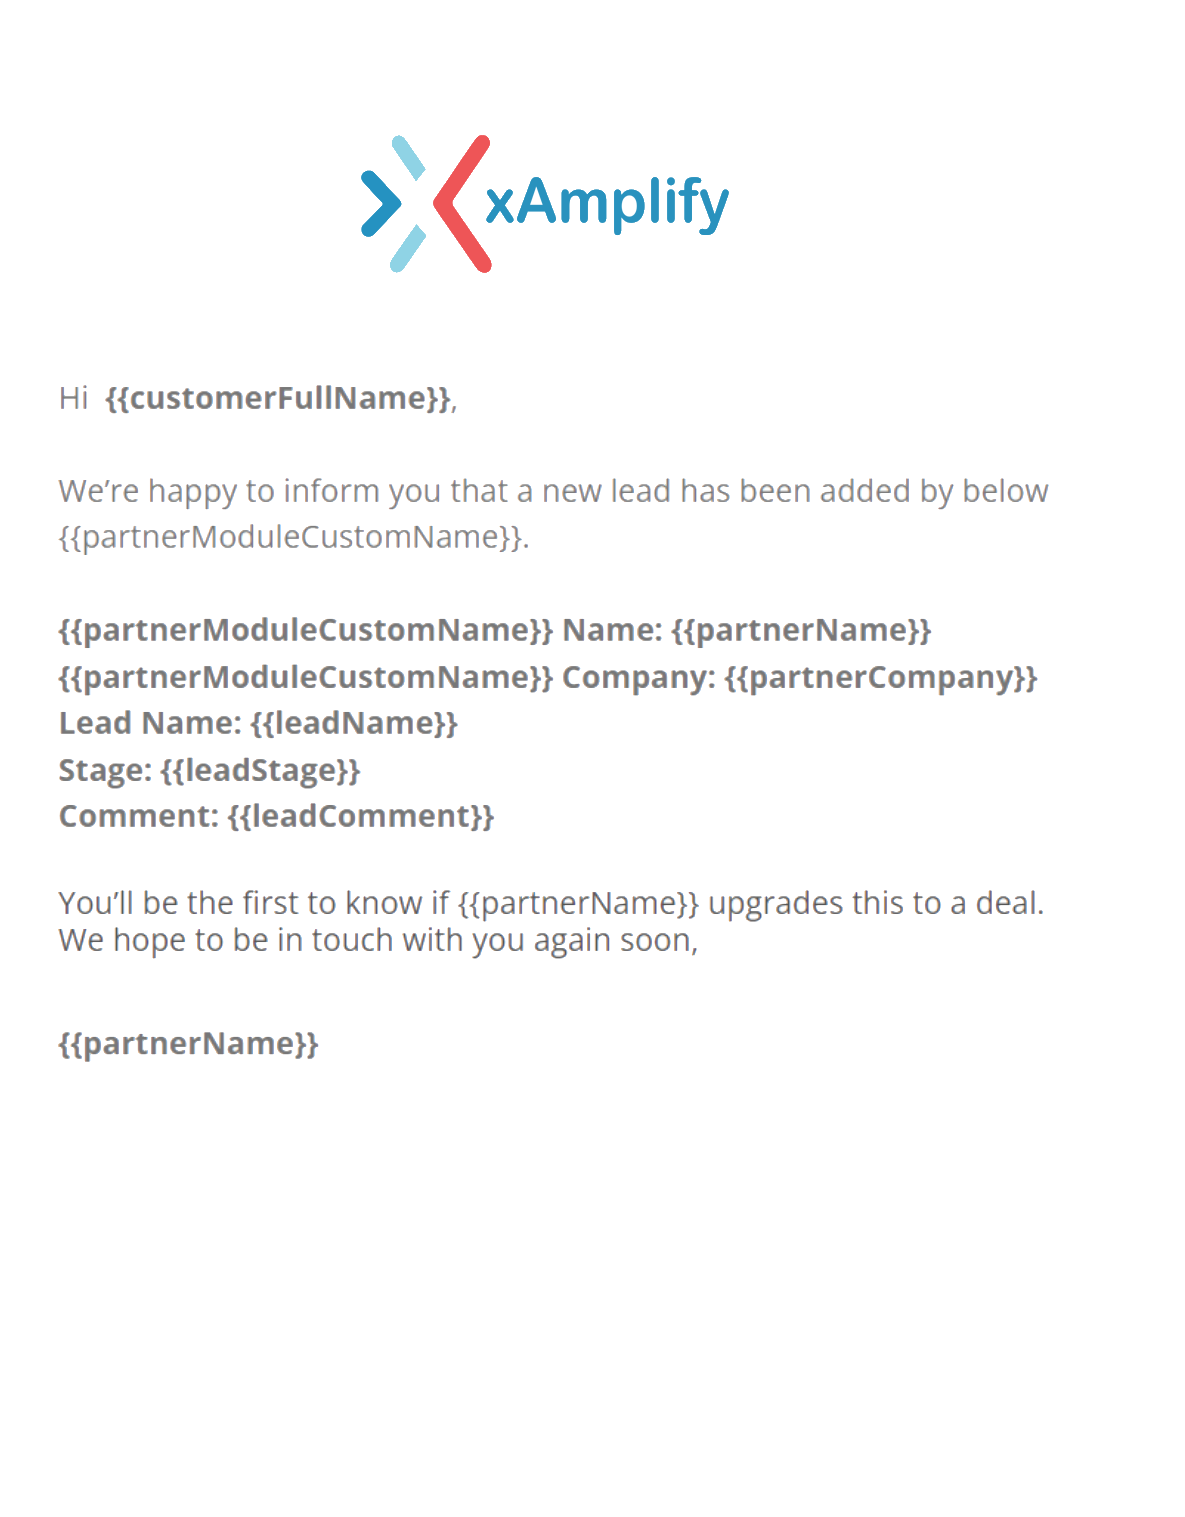 xAmplify
Hi {{customerFullName}},
We’re happy to inform you that a new lead has been added by below
{{partnerModuleCustomName}}.
{{partnerModuleCustomName}} Name: {{partnerName}}
{{partnerModuleCustomName}} Company: {{partnerCompany}}
Lead Name: {{leadName}}
Stage: {{leadStage}}
Comment: {{leadComment}}
You’ll be the first to know if {{partnerName}} upgrades this to a deal.
We hope to be in touch with you again soon,
{{partnerName}}